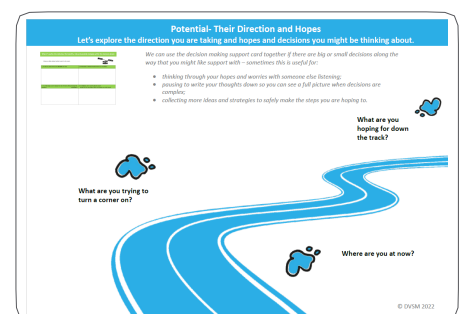 Potential- Their Direction and Hopes
Let's explore the direction you are taking and hopes and decisions you might be thinking about.
We can use the decision making support card together if there are big or small decisions along the
way that you might like support with – sometimes this is useful for:
thinking through your hopes and worries with someone else listening;
pausing to write your thoughts down so you can see a full picture when decisions are
complex;
collecting more ideas and strategies to safely make the steps you are hoping to.
What are you
hoping for down
the track?
What are you trying to
turn a corner on?
Where are you at now?
© DVSM 2022